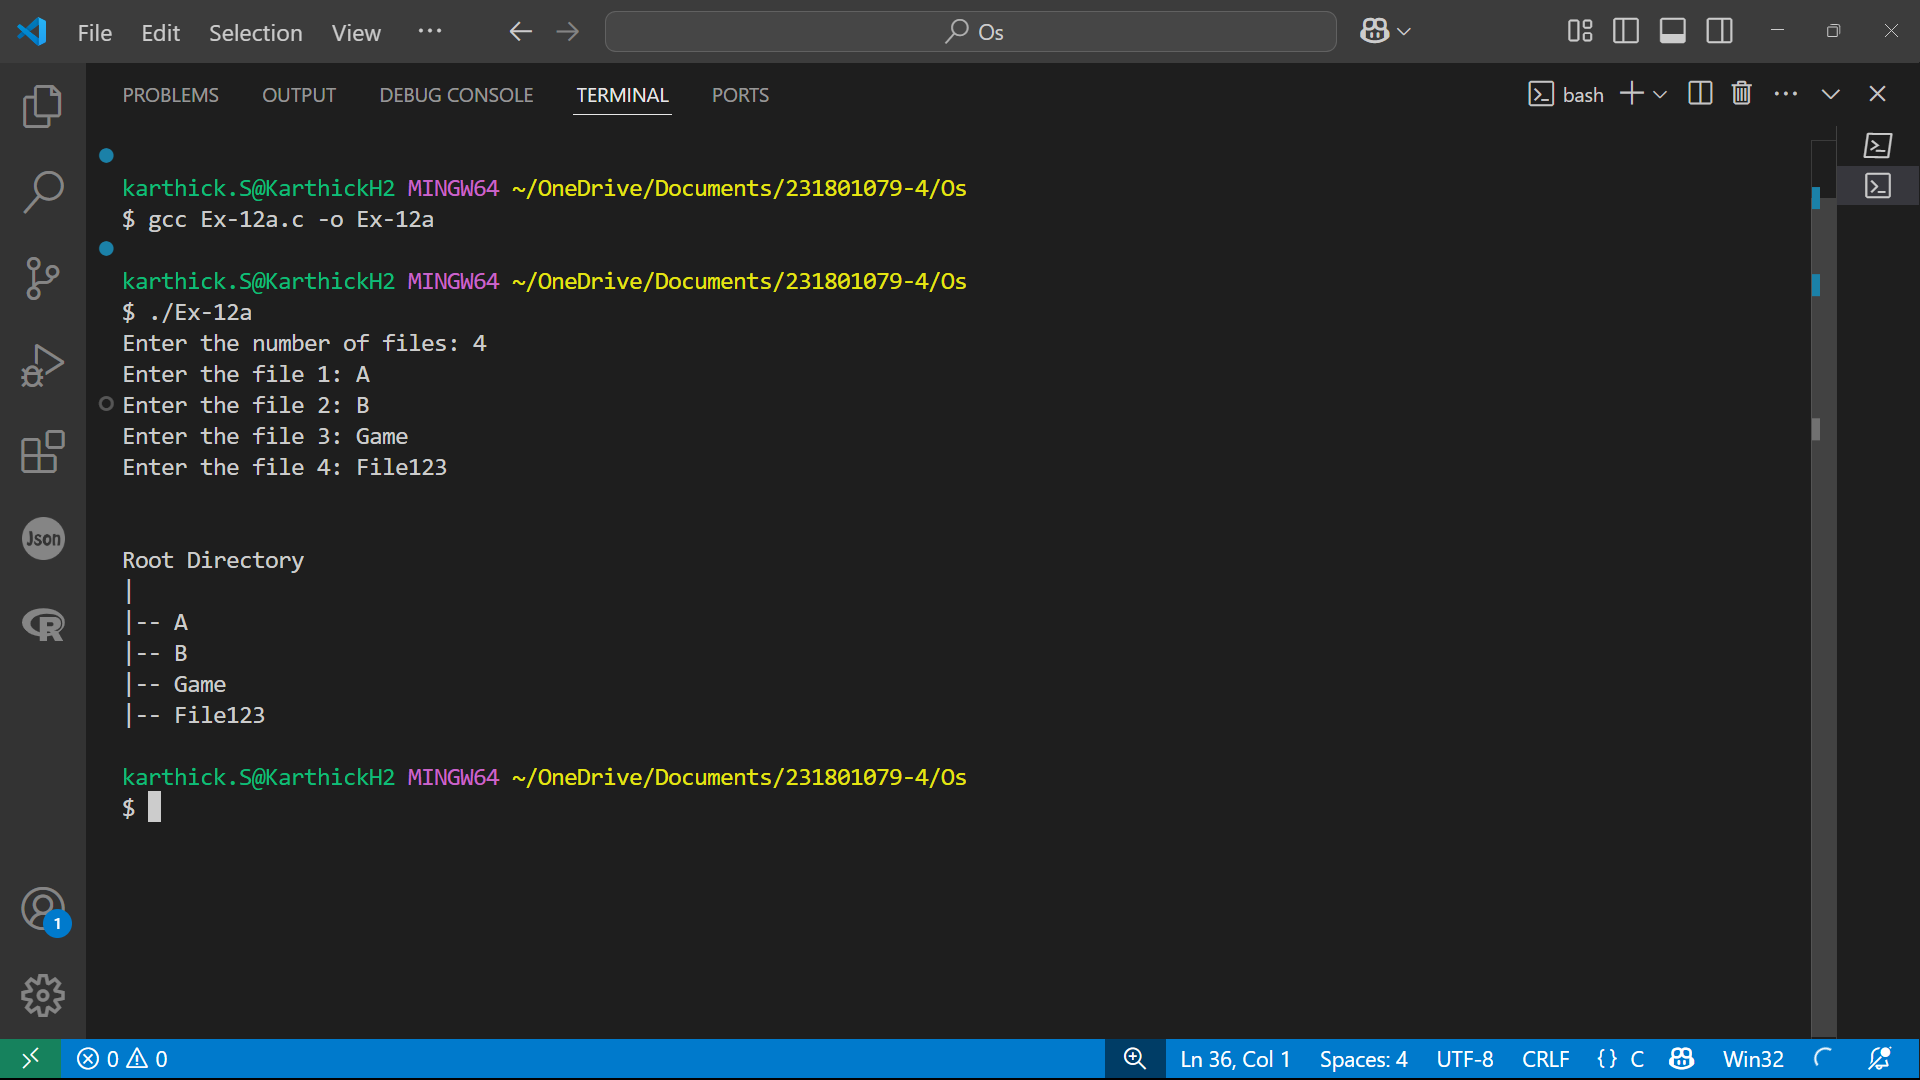 File Edit Selection View ··· Os
PROBLEMS OUTPUT DEBUG CONSOLE TERMINAL PORTS bash
karthick.S@KarthickH2 MINGW64 ~/OneDrive/Documents/231801079-4/Os
$ gcc Ex-12a.c -o Ex-12a
karthick.S@KarthickH2 MINGW64 ~/OneDrive/Documents/231801079-4/Os
$ ./Ex-12a
Enter the number of files: 4
Enter the file 1: A
Enter the file 2: B
Enter the file 3: Game
Enter the file 4: File123
Root Directory
|
|-- A
|-- B
|-- Game
|-- File123
karthick.S@KarthickH2 MINGW64 ~/OneDrive/Documents/231801079-4/Os
$
Json
R
1
0 0 Ln 36, Col 1 Spaces: 4 UTF-8 CRLF {} C Win32